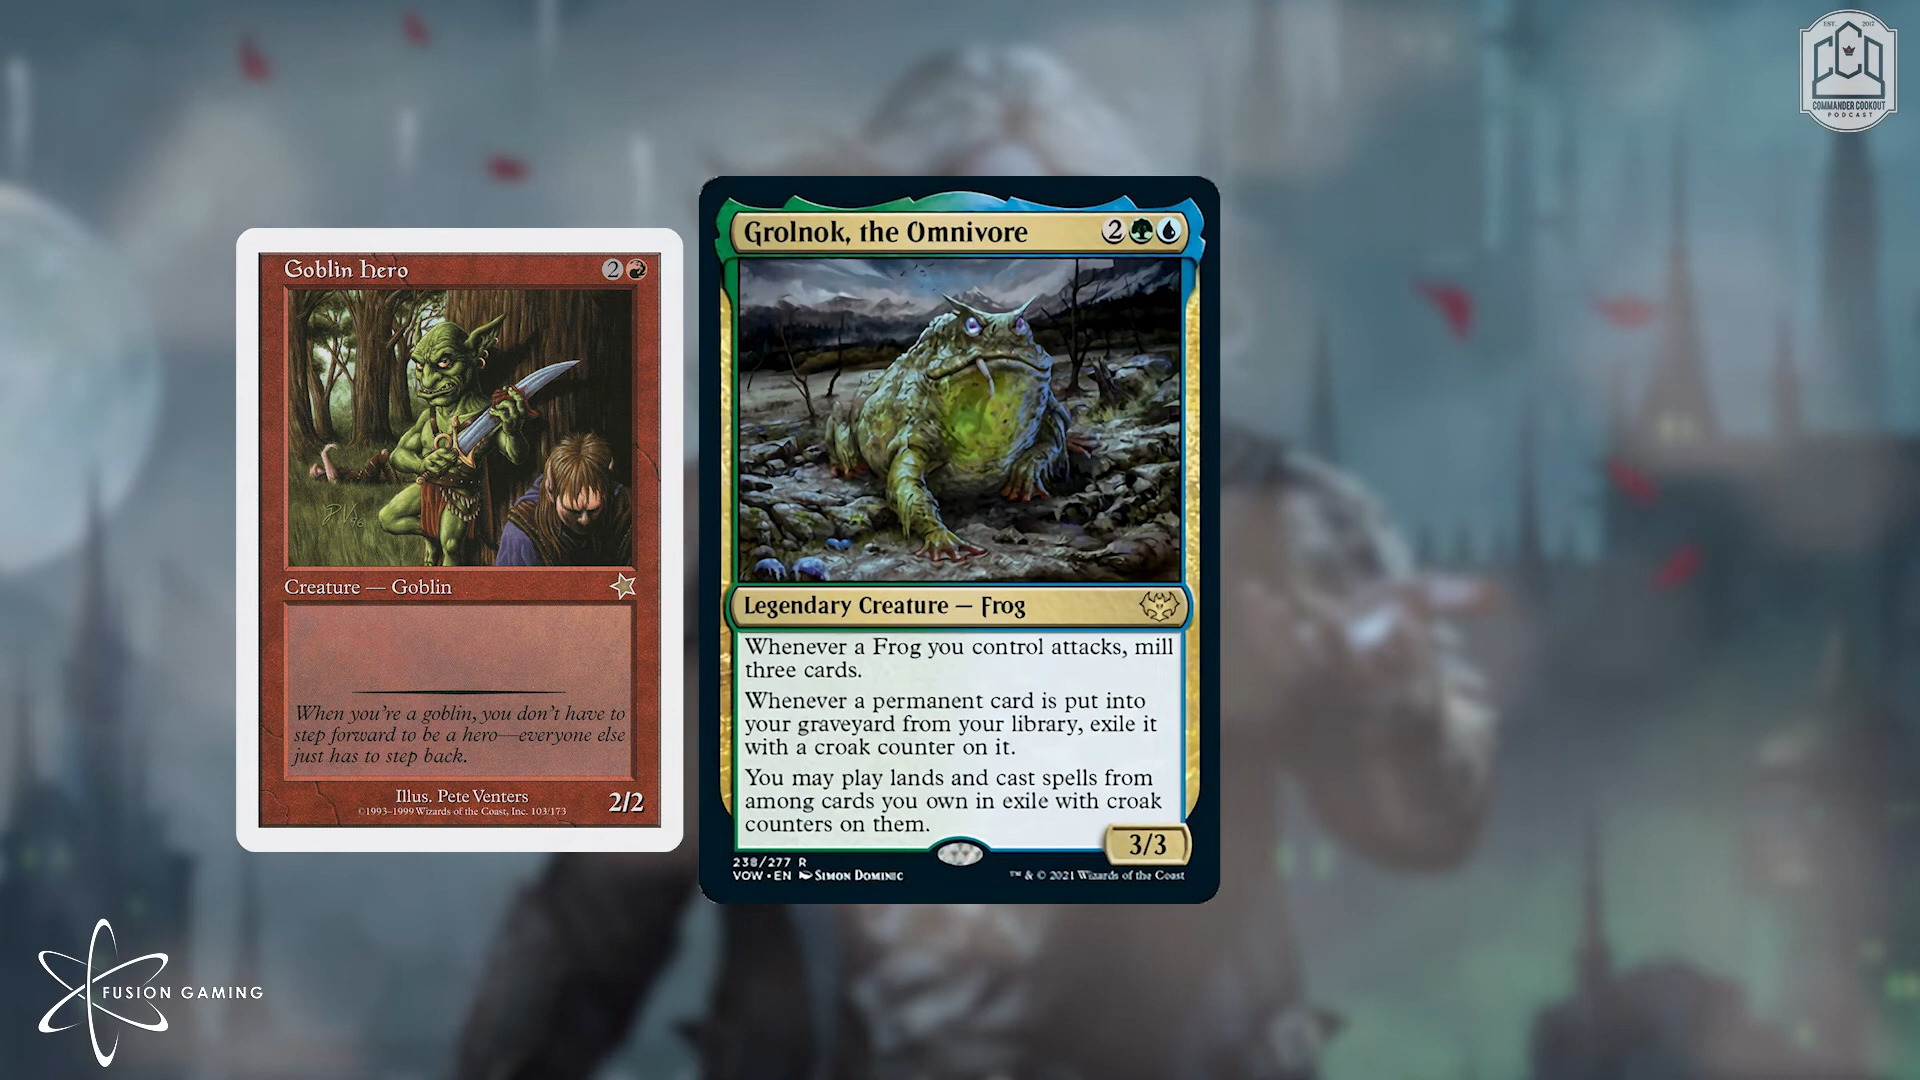 EST. 2017
CCO
COMMANDER COOKOUT
PODCAST
Goblin Hero 2
Creature — Goblin
When you're a goblin, you don't have to
step forward to be a hero—everyone else
just has to step back.
Illus. Pete Venters
©1993–1999 Wizards of the Coast, Inc. 103/173
2/2
Grolnok, the Omnivore 2
Legendary Creature — Frog
Whenever a Frog you control attacks, mill
three cards.
Whenever a permanent card is put into
your graveyard from your library, exile it
with a croak counter on it.
You may play lands and cast spells from
among cards you own in exile with croak
counters on them.
3/3
238/277 R
VOW • EN Simon Dominic
™ & © 2021 Wizards of the Coast
FUSION GAMING